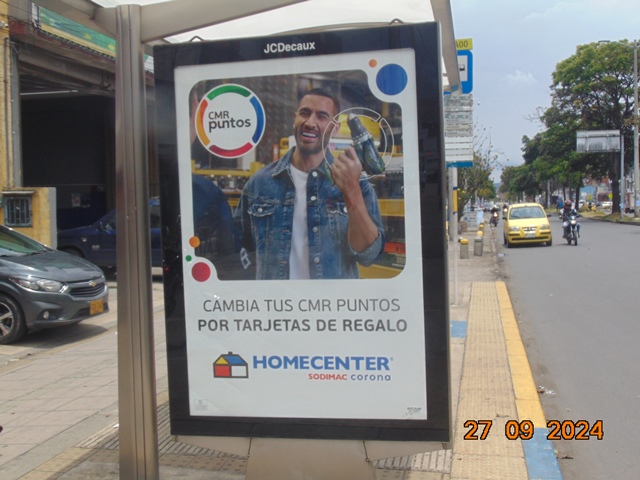 JCDecaux
CMR
puntos
CAMBIA TUS CMR PUNTOS
POR TARJETAS DE REGALO
HOMECENTER
SODIMAC corona
27 09 2024